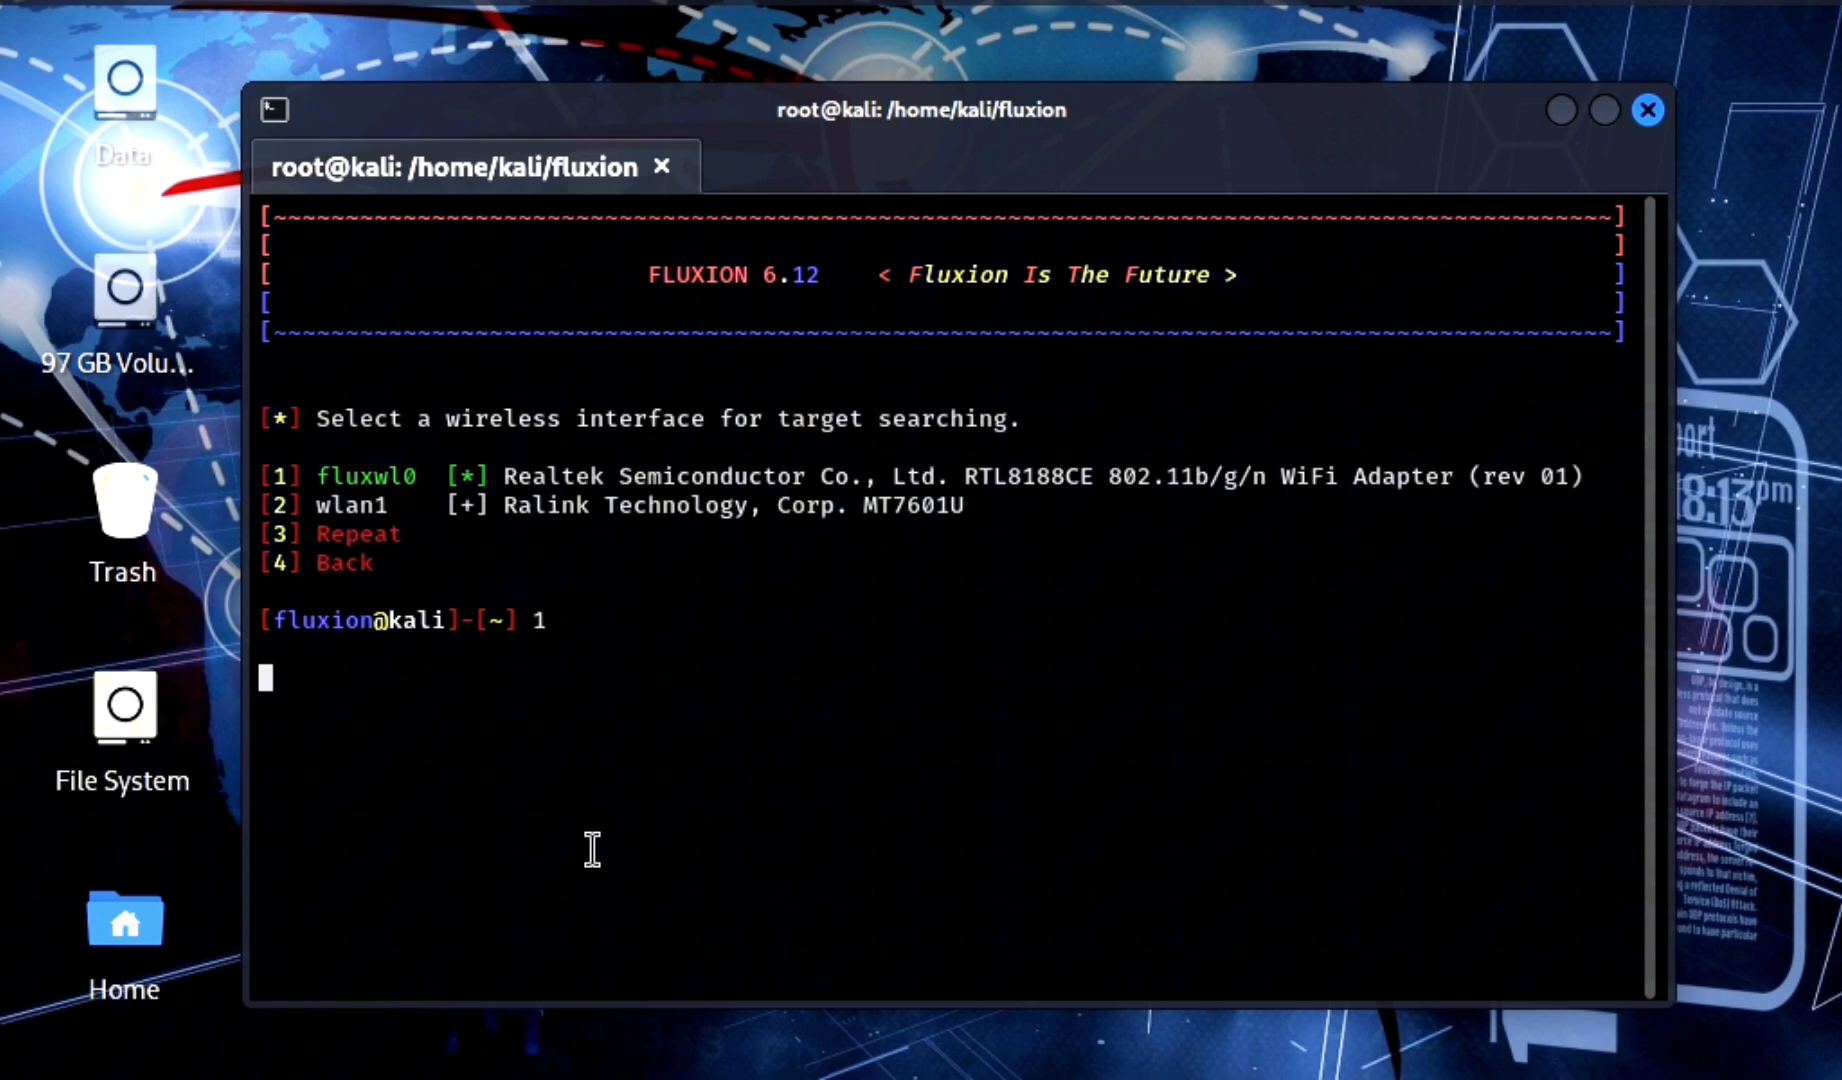 root@kali: /home/kali/fluxion
root@kali: /home/kali/fluxion ×
[~~~~~~~~~~~~~~~~~~~~~~~~~~~~~~~~~~~~~~~~~~~~~~~~~~~~~~~~~~~~~~~~~~~~~~~~~~~~~~~~~~~~~~~~~~~~~]
[ ]
[ FLUXION 6.12 < Fluxion Is The Future > ]
[ ]
[~~~~~~~~~~~~~~~~~~~~~~~~~~~~~~~~~~~~~~~~~~~~~~~~~~~~~~~~~~~~~~~~~~~~~~~~~~~~~~~~~~~~~~~~~~~~~]
[*] Select a wireless interface for target searching.
[1] fluxwl0 [*] Realtek Semiconductor Co., Ltd. RTL8188CE 802.11b/g/n WiFi Adapter (rev 01)
[2] wlan1 [+] Ralink Technology, Corp. MT7601U
[3] Repeat
[4] Back
[fluxion@kali]-[~] 1
Data
97 GB Volu...
Trash
File System
Home
port
8:13pm